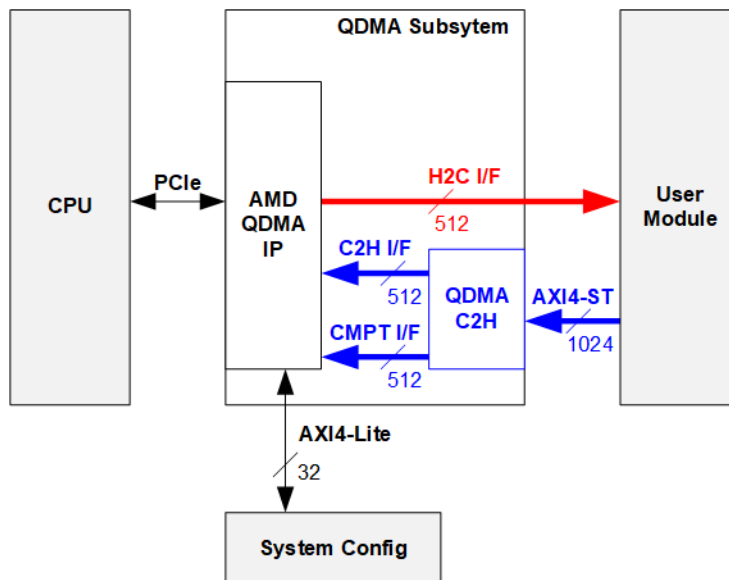 QDMA Subsytem
CPU
PCIe
AMD
QDMA
IP
H2C I/F
512
User
Module
C2H I/F
512
QDMA
C2H
AXI4-ST
1024
CMPT I/F
512
AXI4-Lite
32
System Config